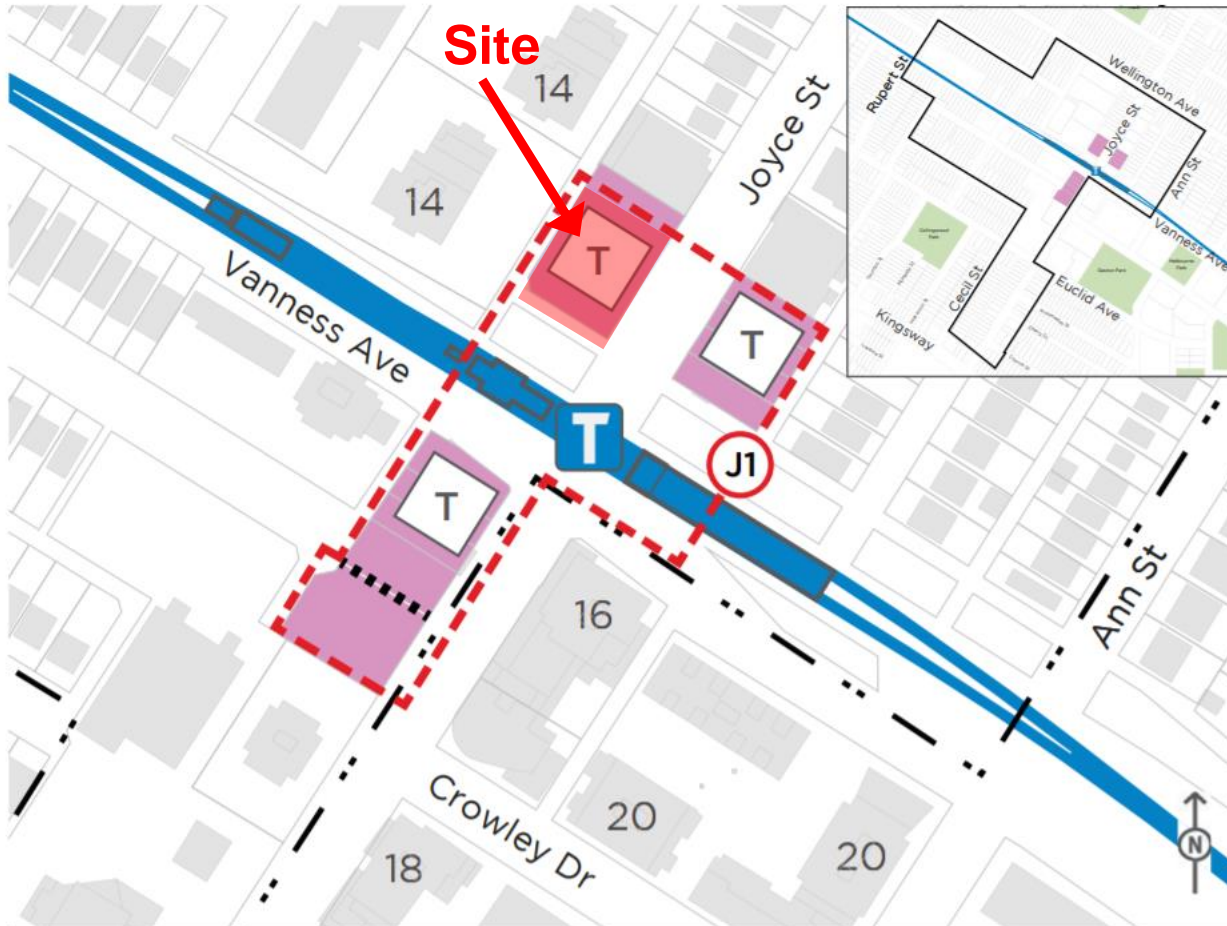 Site
14
Joyce St
14
T
Vanness Ave
T
T
J1
T
16
Ann St
Crowley Dr
20
20
18
N
Rupert St
Wellington Ave
Joyce St
Ann St
Vanness Ave
Cecil St
Euclid Ave
Kingsway